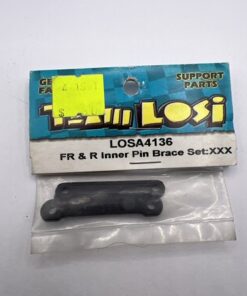 SUPPORT
PARTS
TEAM LOSi
LOSA4136
FR & R Inner Pin Brace Set:XXX